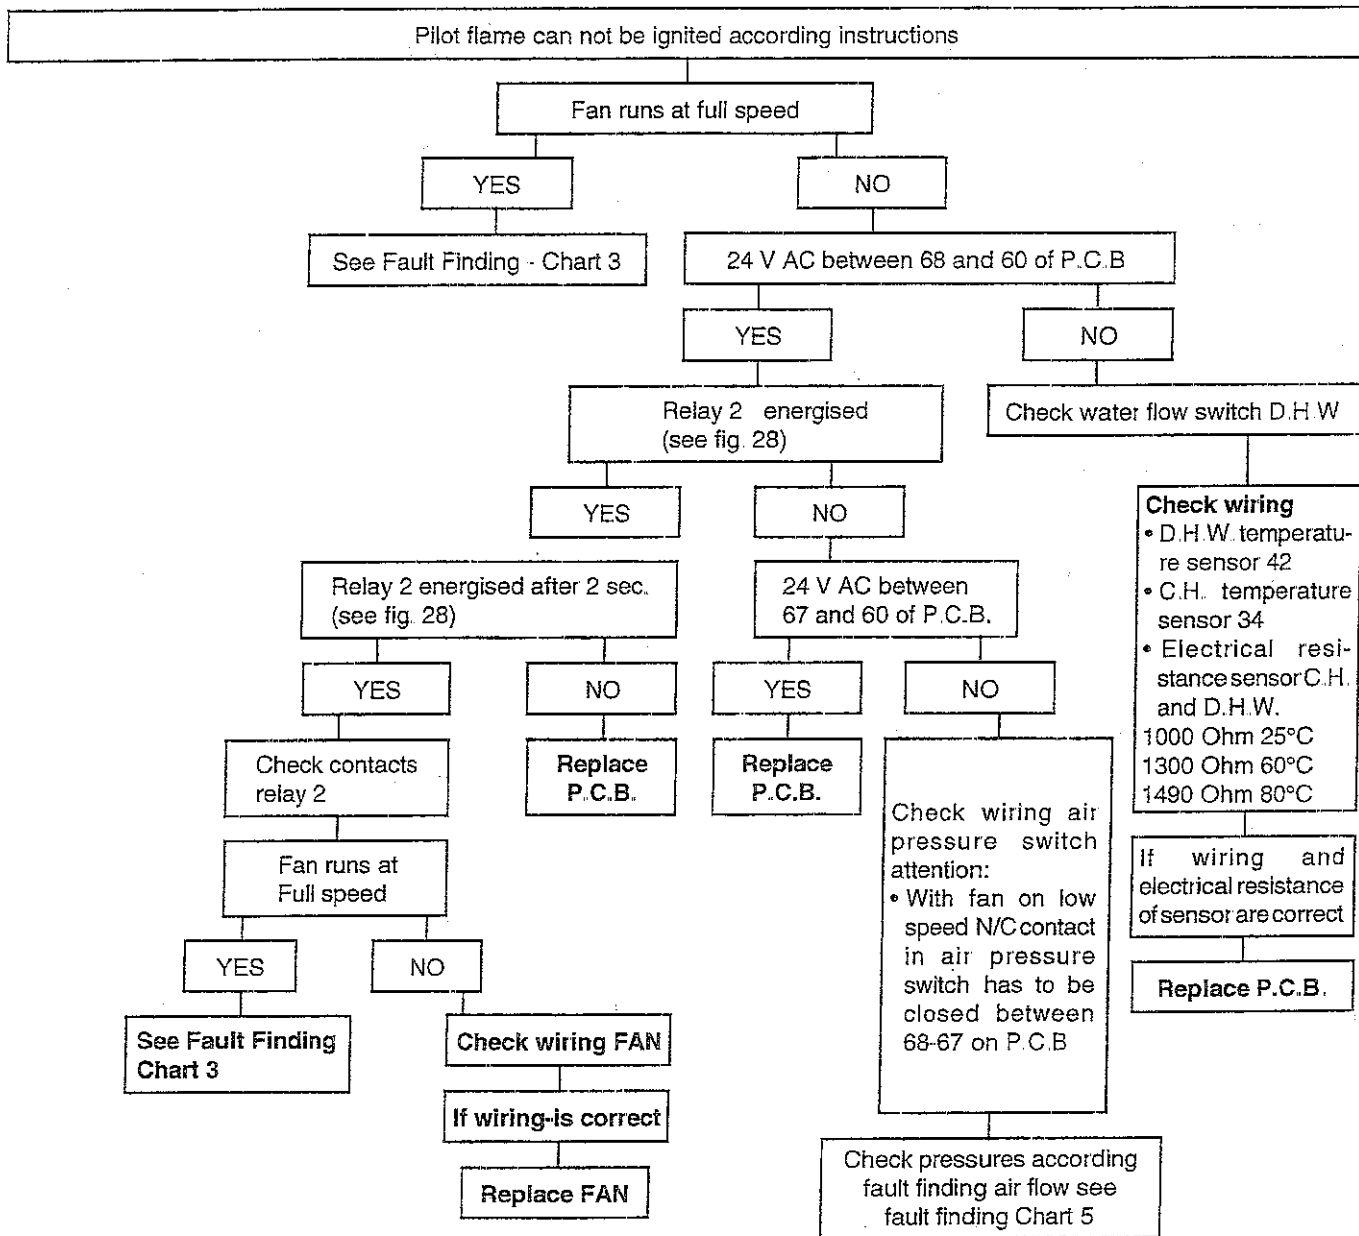 Pilot flame can not be ignited according instructions
Fan runs at full speed
YES
NO
See Fault Finding - Chart 3
24 V AC between 68 and 60 of P.C.B
YES
NO
Relay 2 energised
(see fig. 28)
Check water flow switch D.H.W
YES
NO
Check wiring
• D.H.W. temperatu-
re sensor 42
• C.H. temperature
sensor 34
• Electrical resi-
stance sensor C.H.
and D.H.W.
1000 Ohm 25°C
1300 Ohm 60°C
1490 Ohm 80°C
Relay 2 energised after 2 sec.
(see fig. 28)
24 V AC between
67 and 60 of P.C.B.
YES
NO
YES
NO
Check contacts
relay 2
Replace
P.C.B.
Replace
P.C.B.
Check wiring air
pressure switch
attention:
• With fan on low
speed N/C contact
in air pressure
switch has to be
closed between
68-67 on P.C.B
If wiring and
electrical resistance
of sensor are correct
Replace P.C.B.
Fan runs at
Full speed
YES
NO
See Fault Finding
Chart 3
Check wiring FAN
If wiring-is correct
Replace FAN
Check pressures according
fault finding air flow see
fault finding Chart 5